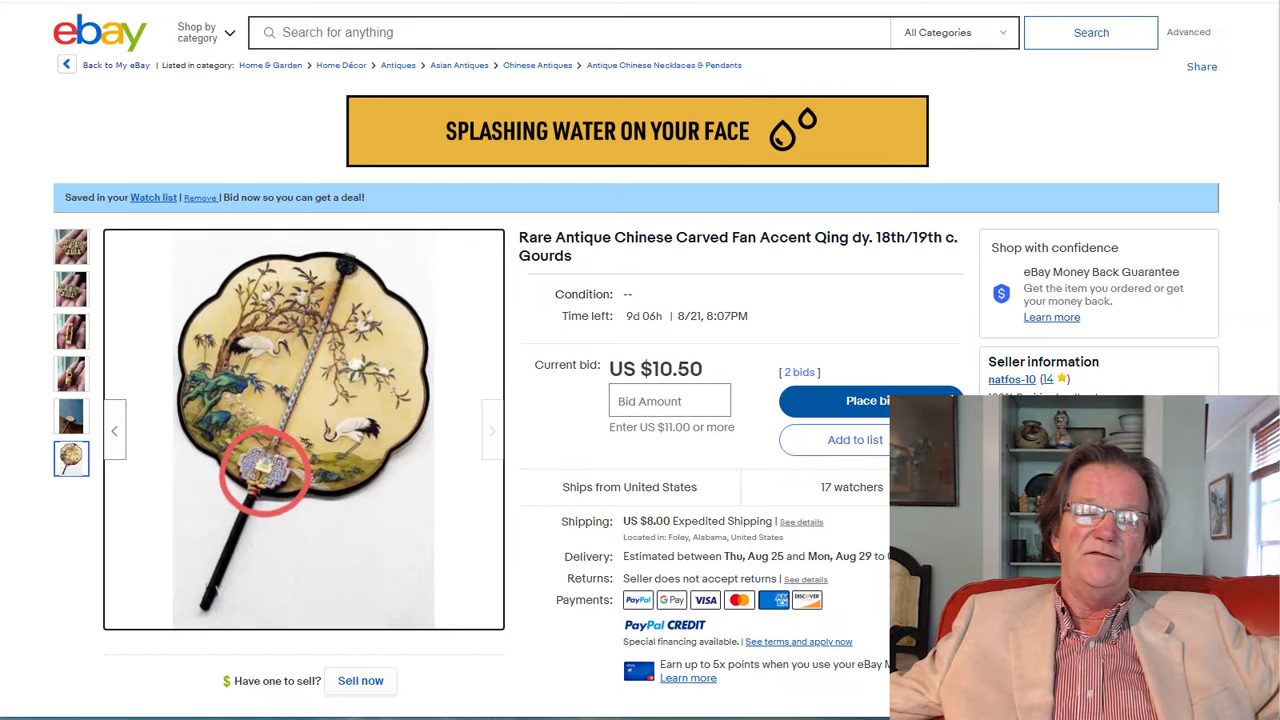 ebay
Shop by
category
Search for anything
All Categories
Search
Advanced
Back to My eBay | Listed in category: Home & Garden > Home Décor > Antiques > Asian Antiques > Chinese Antiques > Antique Chinese Necklaces & Pendants
Share
SPLASHING WATER ON YOUR FACE
Saved in your Watch list | Remove | Bid now so you can get a deal!
Rare Antique Chinese Carved Fan Accent Qing dy. 18th/19th c.
Gourds
Condition: --
Time left: 9d 06h | 8/21, 8:07PM
Current bid: US $10.50 [ 2 bids ]
Bid Amount
Place bi
Enter US $11.00 or more
Add to list
Ships from United States
17 watchers
Shipping: US $8.00 Expedited Shipping | See details
Located in: Foley, Alabama, United States
Delivery: Estimated between Thu, Aug 25 and Mon, Aug 29 to
Returns: Seller does not accept returns | See details
Payments: PayPal G Pay VISA DISCOVER
PayPal CREDIT
Special financing available. | See terms and apply now
Earn up to 5x points when you use your eBay M
Learn more
Shop with confidence
eBay Money Back Guarantee
Get the item you ordered or get
your money back.
Learn more
Seller information
natfos-10 (14 )
$ Have one to sell? Sell now